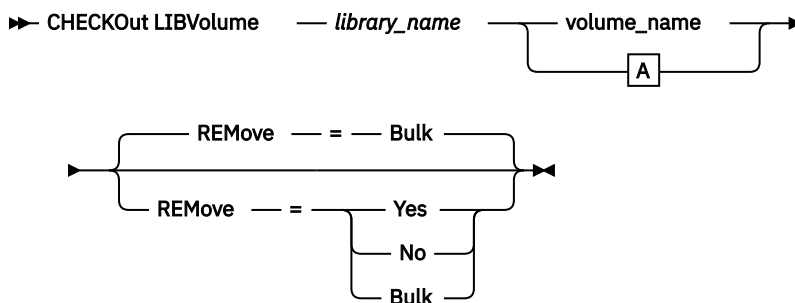 CHECKOut LIBVolume library_name volume_name
A
REMove = Bulk
REMove = Yes
No
Bulk